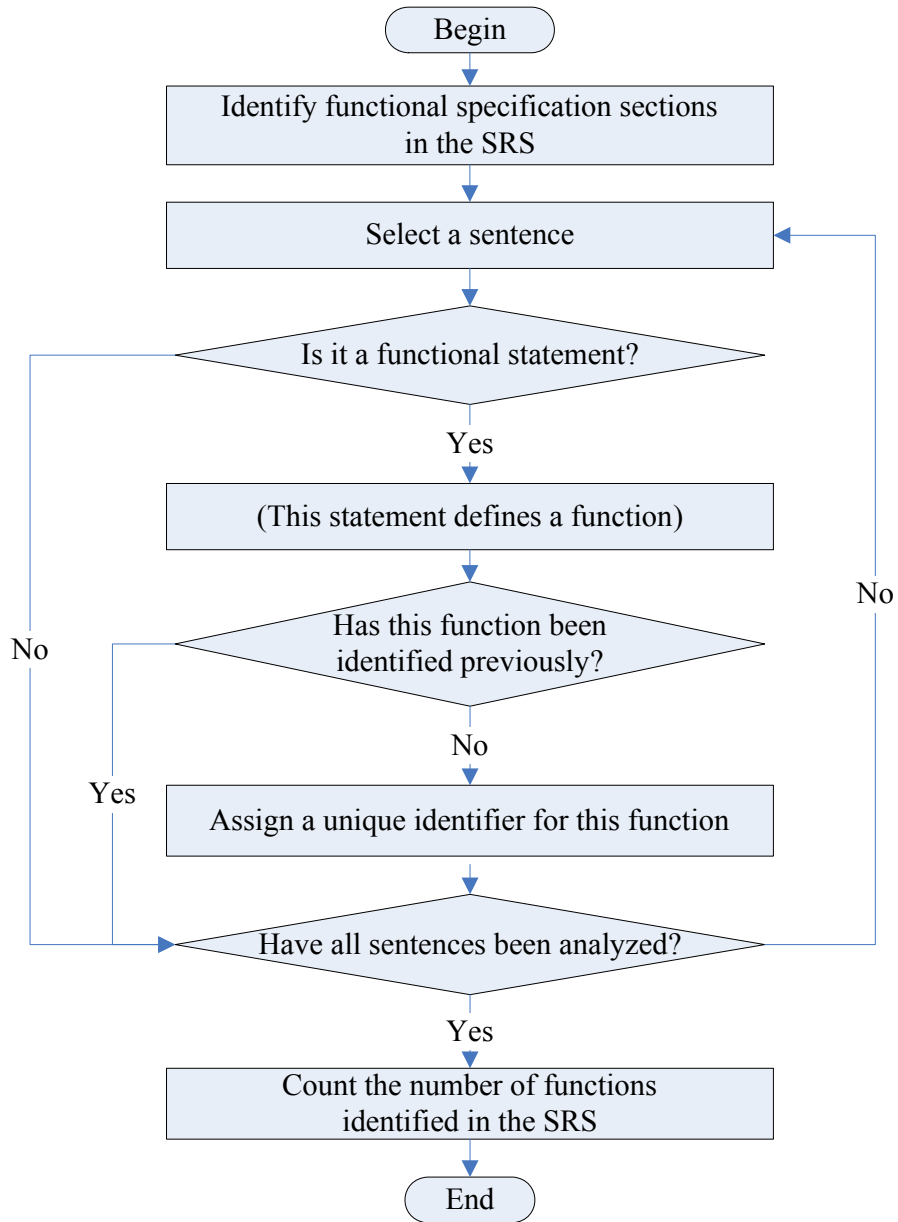 Begin
Identify functional specification sections
in the SRS
Select a sentence
Is it a functional statement?
Yes
(This statement defines a function)
No
Has this function been
identified previously?
No
No
Yes
Assign a unique identifier for this function
Have all sentences been analyzed?
Yes
Count the number of functions
identified in the SRS
End